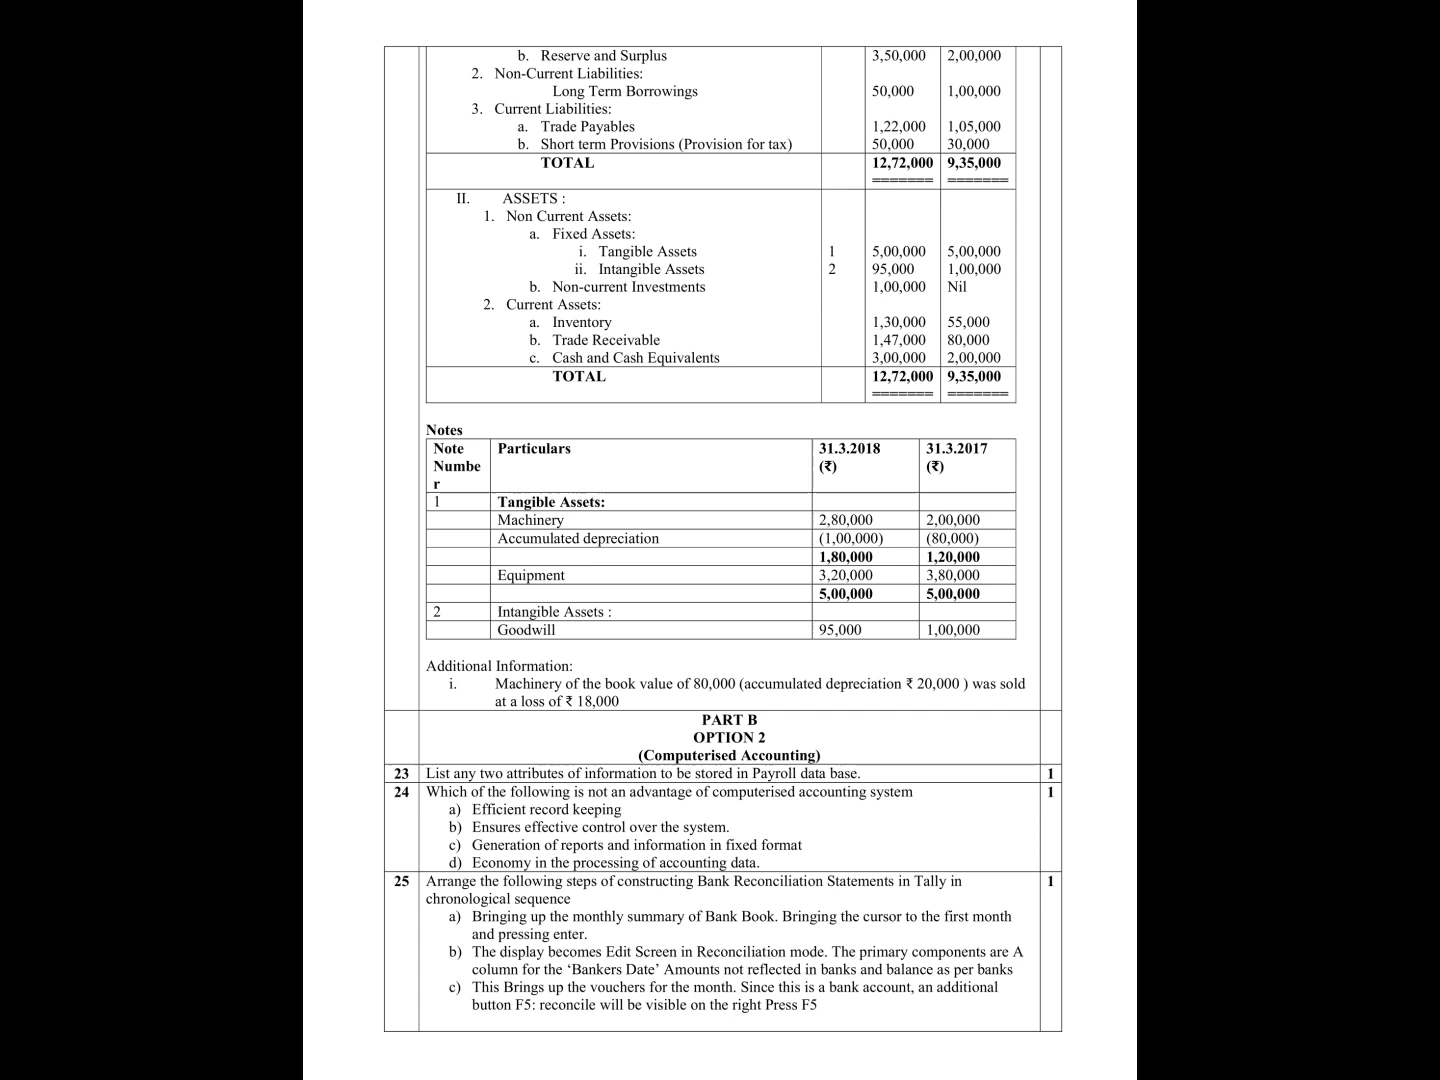 b. Reserve and Surplus 3,50,000 2,00,000
2. Non-Current Liabilities:
Long Term Borrowings 50,000 1,00,000
3. Current Liabilities:
a. Trade Payables 1,22,000 1,05,000
b. Short term Provisions (Provision for tax) 50,000 30,000
TOTAL 12,72,000 9,35,000
======= =======
II. ASSETS :
1. Non Current Assets:
a. Fixed Assets:
i. Tangible Assets 1 5,00,000 5,00,000
ii. Intangible Assets 2 95,000 1,00,000
b. Non-current Investments 1,00,000 Nil
2. Current Assets:
a. Inventory 1,30,000 55,000
b. Trade Receivable 1,47,000 80,000
c. Cash and Cash Equivalents 3,00,000 2,00,000
TOTAL 12,72,000 9,35,000
======= =======
Notes
Note Particulars 31.3.2018 31.3.2017
Numbe (₹) (₹)
r
1 Tangible Assets:
Machinery 2,80,000 2,00,000
Accumulated depreciation (1,00,000) (80,000)
1,80,000 1,20,000
Equipment 3,20,000 3,80,000
5,00,000 5,00,000
2 Intangible Assets :
Goodwill 95,000 1,00,000
Additional Information:
i. Machinery of the book value of 80,000 (accumulated depreciation ₹ 20,000 ) was sold
at a loss of ₹ 18,000
PART B
OPTION 2
(Computerised Accounting)
23 List any two attributes of information to be stored in Payroll data base. 1
24 Which of the following is not an advantage of computerised accounting system 1
a) Efficient record keeping
b) Ensures effective control over the system.
c) Generation of reports and information in fixed format
d) Economy in the processing of accounting data.
25 Arrange the following steps of constructing Bank Reconciliation Statements in Tally in 1
chronological sequence
a) Bringing up the monthly summary of Bank Book. Bringing the cursor to the first month
and pressing enter.
b) The display becomes Edit Screen in Reconciliation mode. The primary components are A
column for the ‘Bankers Date’ Amounts not reflected in banks and balance as per banks
c) This Brings up the vouchers for the month. Since this is a bank account, an additional
button F5: reconcile will be visible on the right Press F5